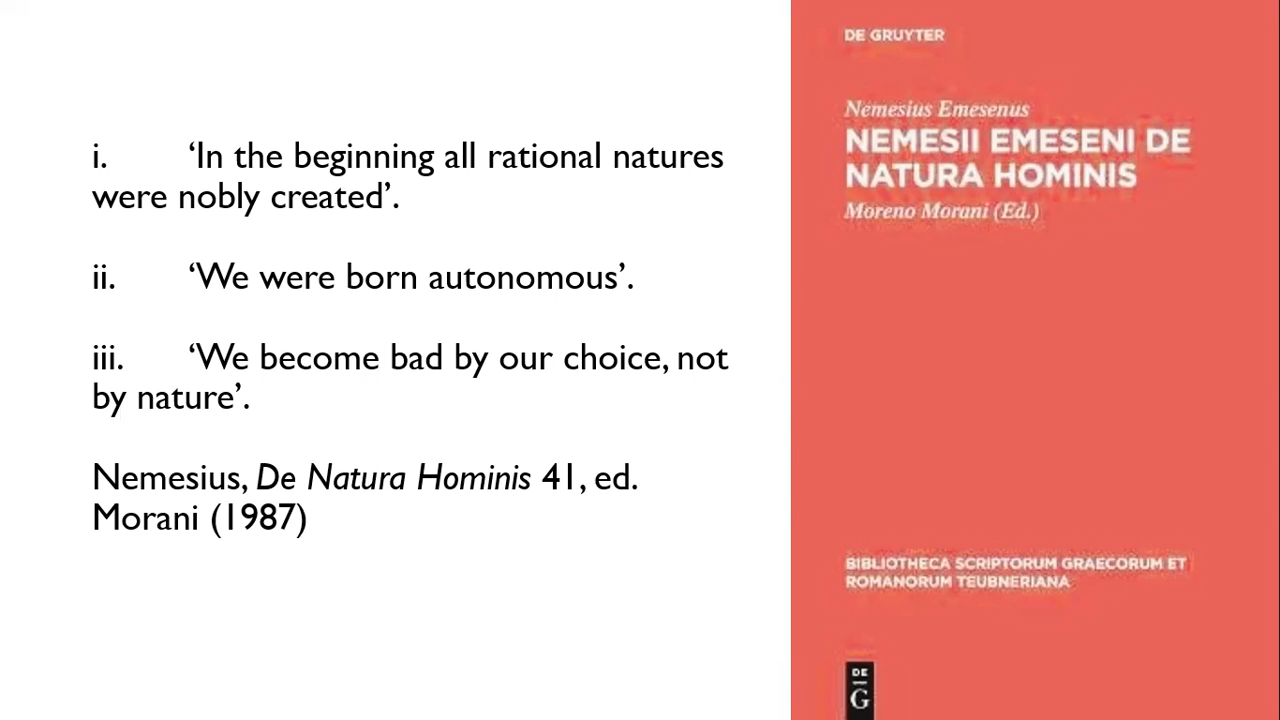 i. ‘In the beginning all rational natures
were nobly created’.
ii. ‘We were born autonomous’.
iii. ‘We become bad by our choice, not
by nature’.
Nemesius, De Natura Hominis 41, ed.
Morani (1987)
DE GRUYTER
Nemesius Emesenus
NEMESII EMESENI DE
NATURA HOMINIS
Moreno Morani (Ed.)
BIBLIOTHECA SCRIPTORUM GRAECORUM ET
ROMANORUM TEUBNERIANA
DE
G